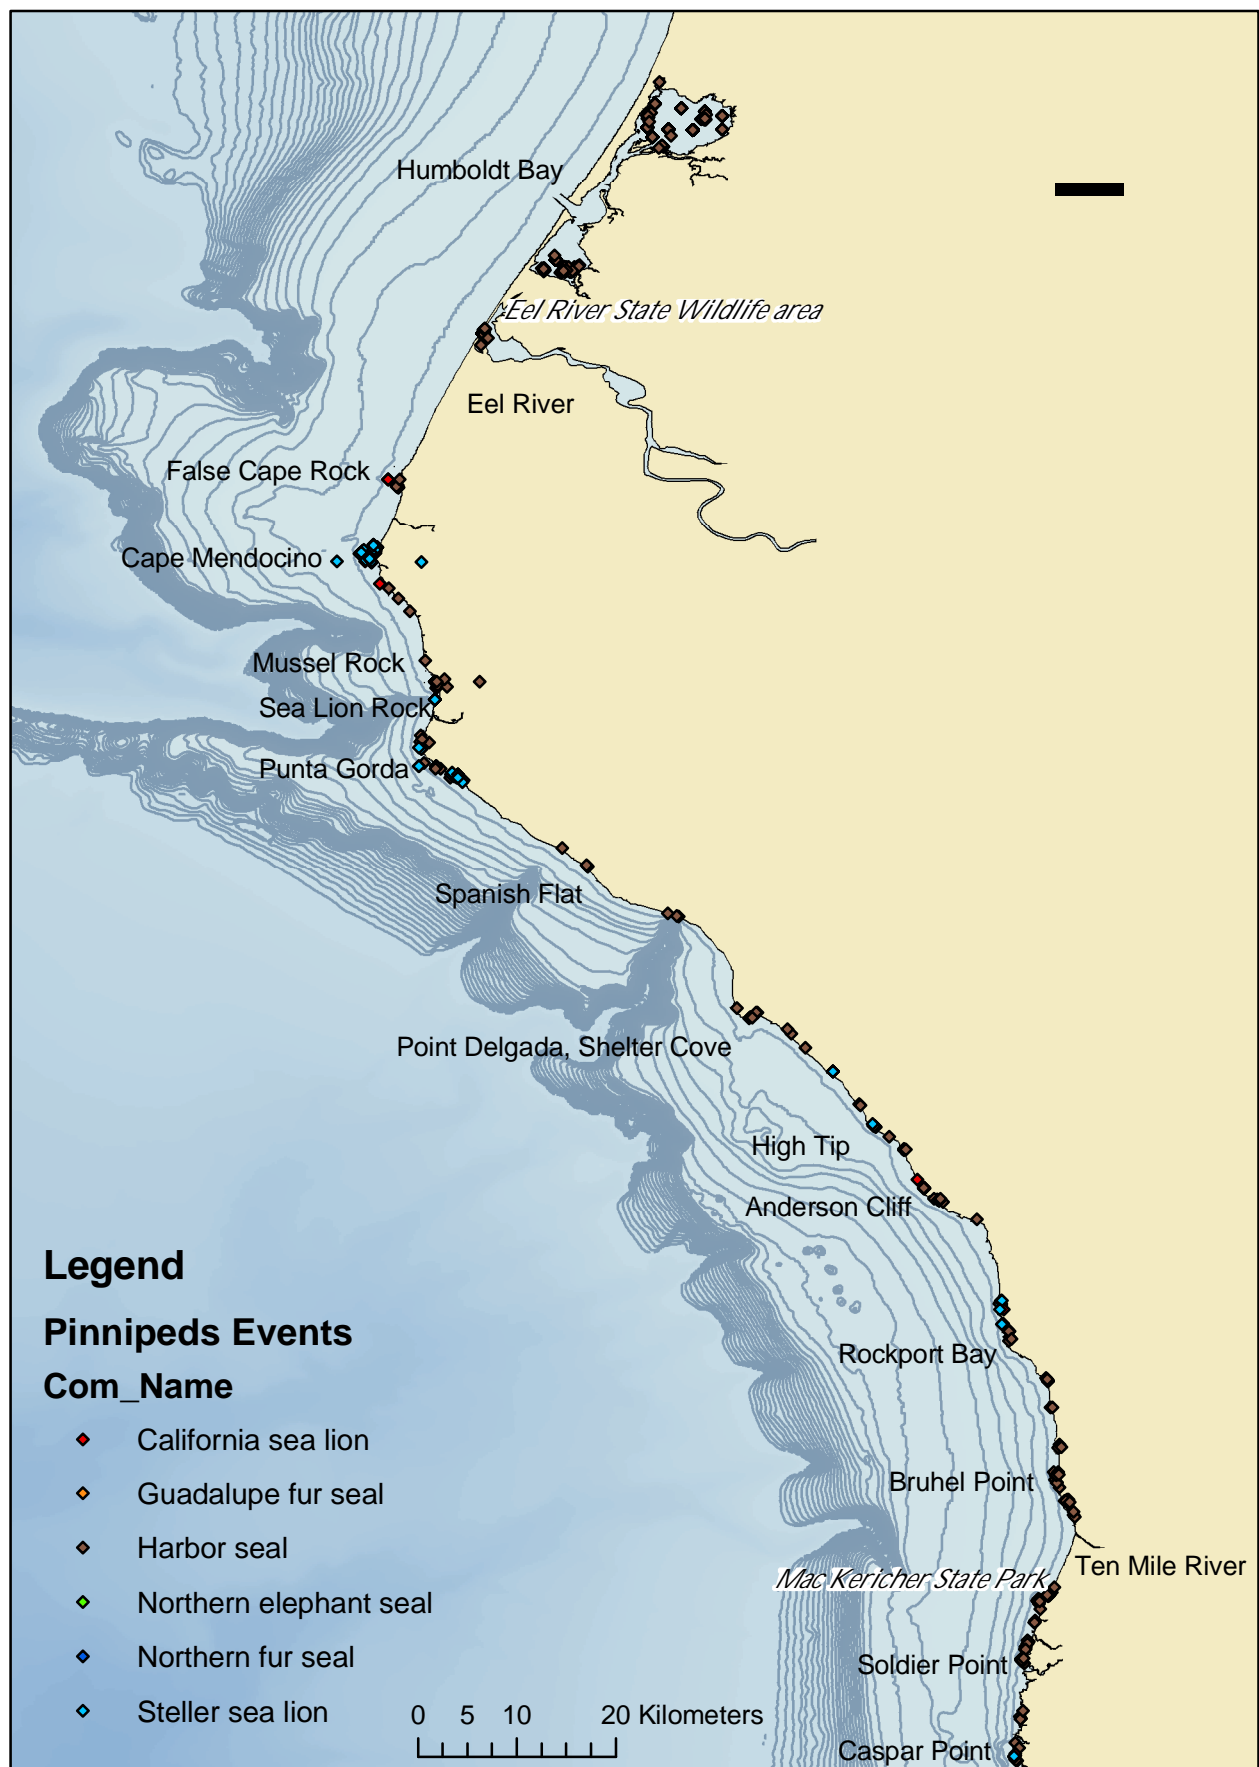 Humboldt Bay
Eel River State Wildlife area
Eel River
False Cape Rock
Cape Mendocino
Mussel Rock
Sea Lion Rock
Punta Gorda
Spanish Flat
Point Delgada, Shelter Cove
High Tip
Anderson Cliff
Rockport Bay
Bruhel Point
Ten Mile River
Mac Kericher State Park
Soldier Point
Caspar Point
Legend
Pinnipeds Events
Com_Name
California sea lion
Guadalupe fur seal
Harbor seal
Northern elephant seal
Northern fur seal
Steller sea lion
0 5 10 20 Kilometers